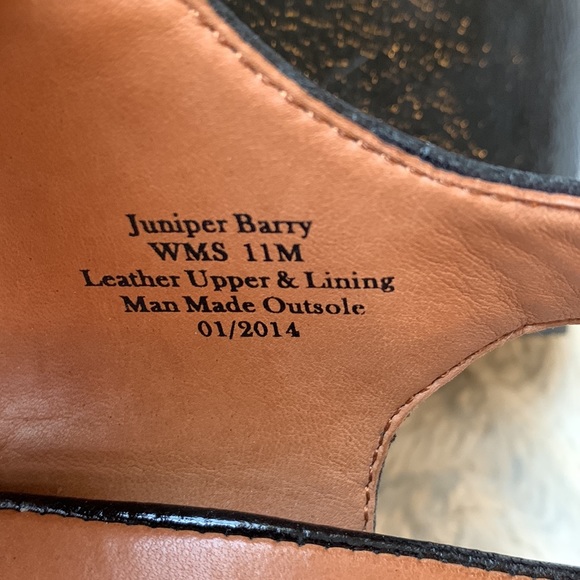 Juniper Barry
WMS 11M
Leather Upper & Lining
Man Made Outsole
01/2014